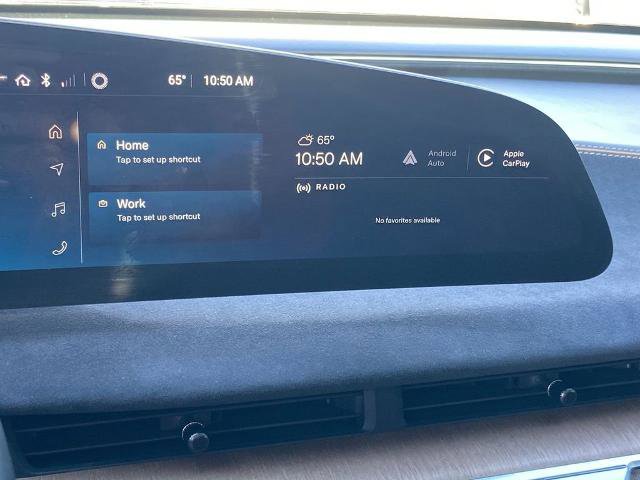 65° 10:50 AM
Home
Tap to set up shortcut
Work
Tap to set up shortcut
65°
10:50 AM
Android
Auto
Apple
CarPlay
RADIO
No favorites available